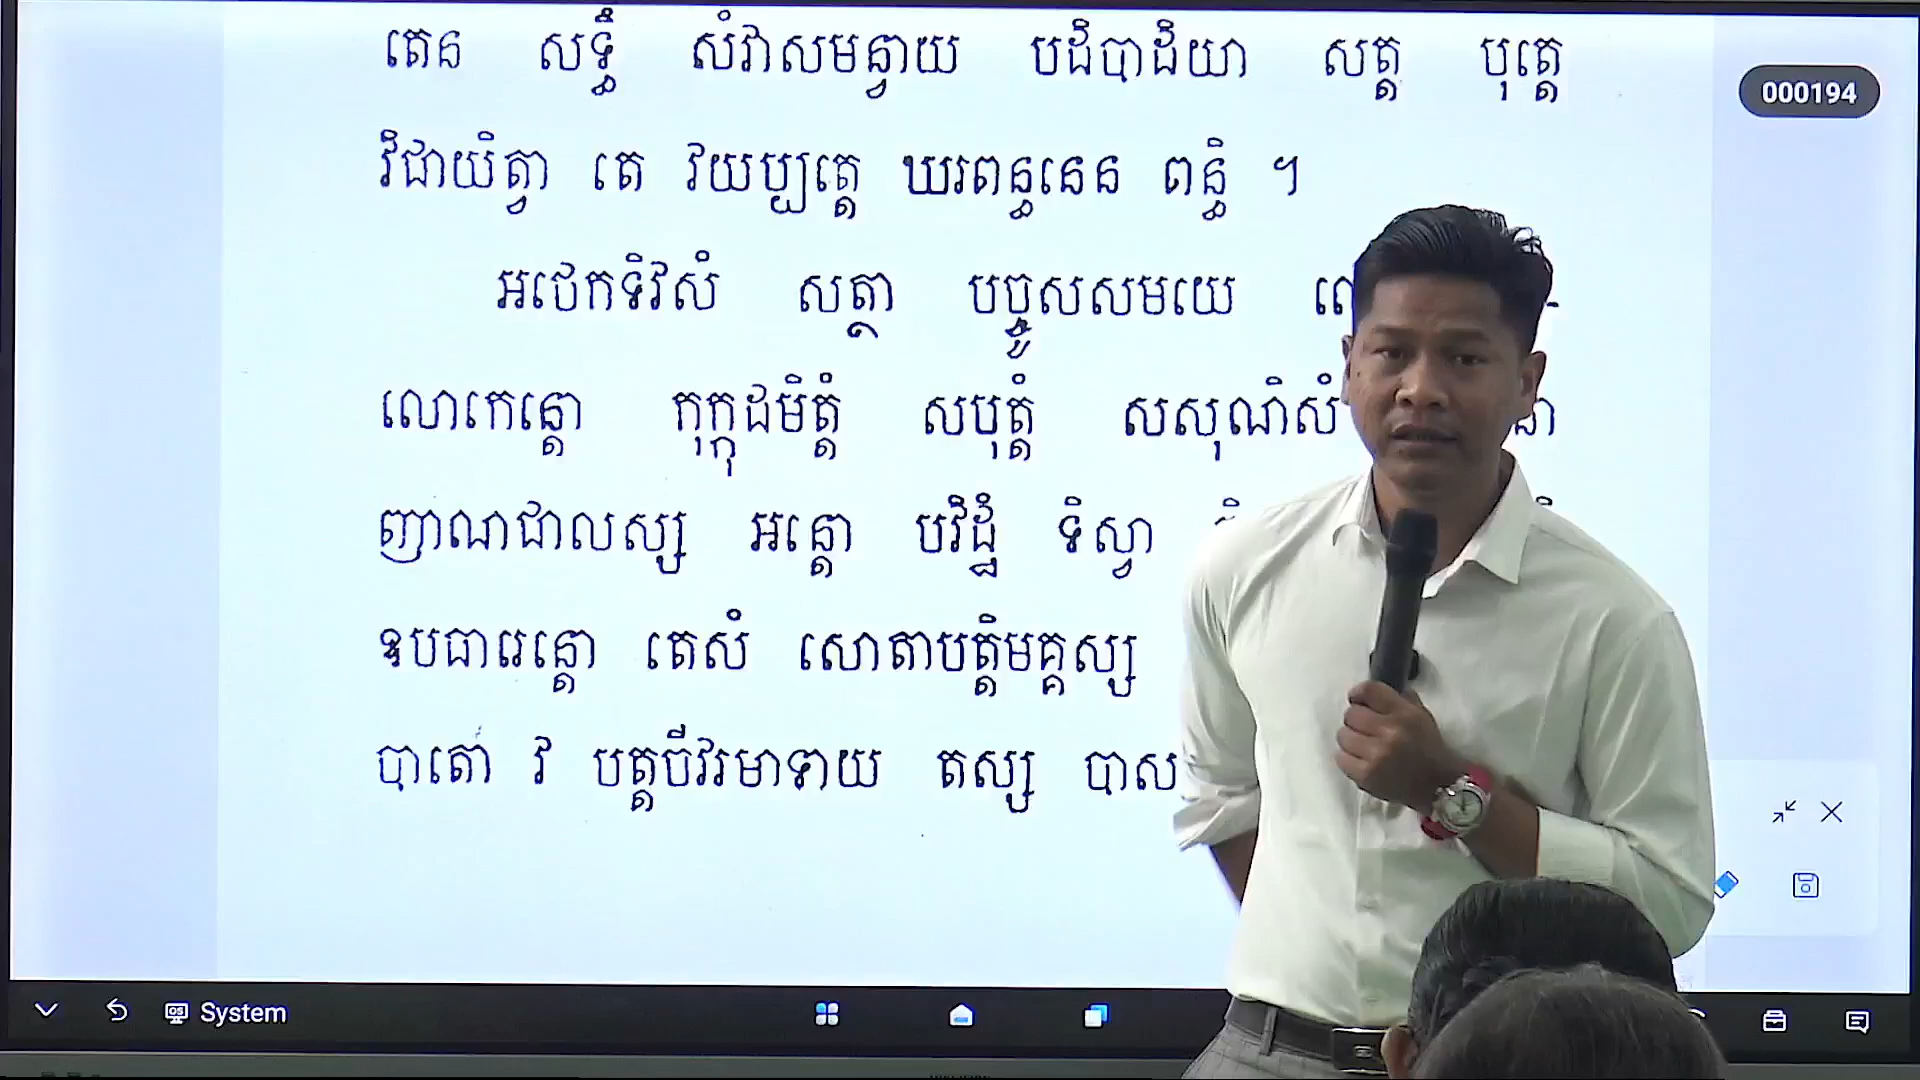 តេន សទ្ធឹ សំវាសមន្វាយ បដិបាដិយា សត្ត បុត្តេ
000194
វិជាយិត្វា តេ វយប្បត្តេ ឃរពន្ធនេន ពន្ធិ ។
អថេកទិវសំ សត្ថា បច្ចូសសមយេ
លោកេន្តោ កុក្កុដមិត្តំ សបុត្តំ សសុណិសំ
ញាណជាលស្ស អន្តោ បវិដ្ឋំ ទិស្វា
ឧបធារេន្តោ តេសំ សោតាបត្តិមគ្គស្ស
បាតោ វ បត្តចីវរមាទាយ តស្ស បាស
System